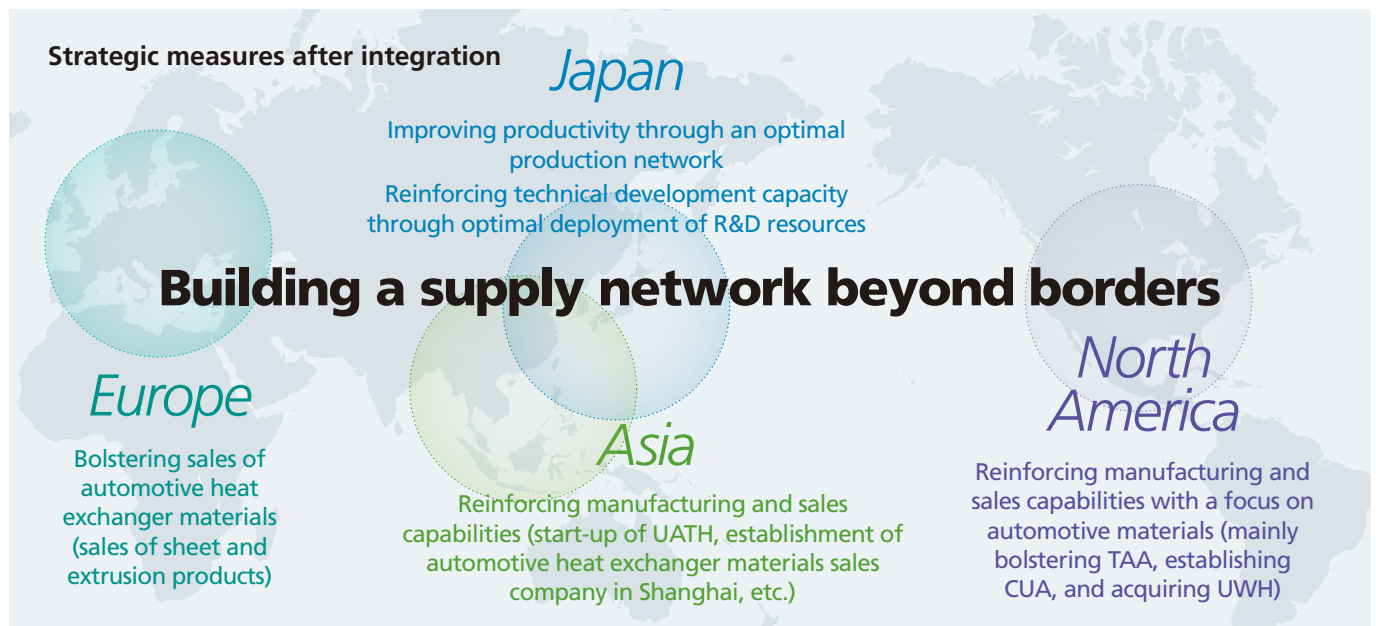 Strategic measures after integration
Japan
Improving productivity through an optimal
production network
Reinforcing technical development capacity
through optimal deployment of R&D resources
Building a supply network beyond borders
Europe
Bolstering sales of
automotive heat
exchanger materials
(sales of sheet and
extrusion products)
Asia
Reinforcing manufacturing and sales
capabilities (start-up of UATH, establishment of
automotive heat exchanger materials sales
company in Shanghai, etc.)
North
America
Reinforcing manufacturing and
sales capabilities with a focus on
automotive materials (mainly
bolstering TAA, establishing
CUA, and acquiring UWH)